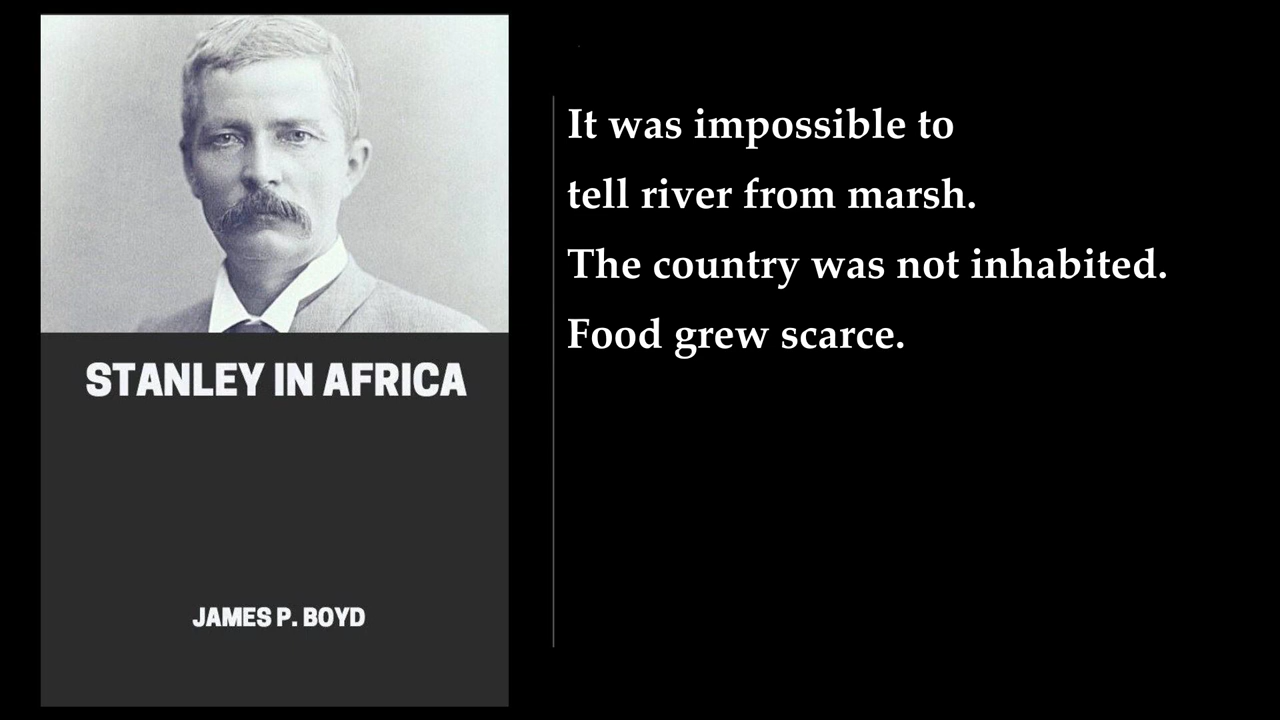 STANLEY IN AFRICA
JAMES P. BOYD
It was impossible to
tell river from marsh.
The country was not inhabited.
Food grew scarce.